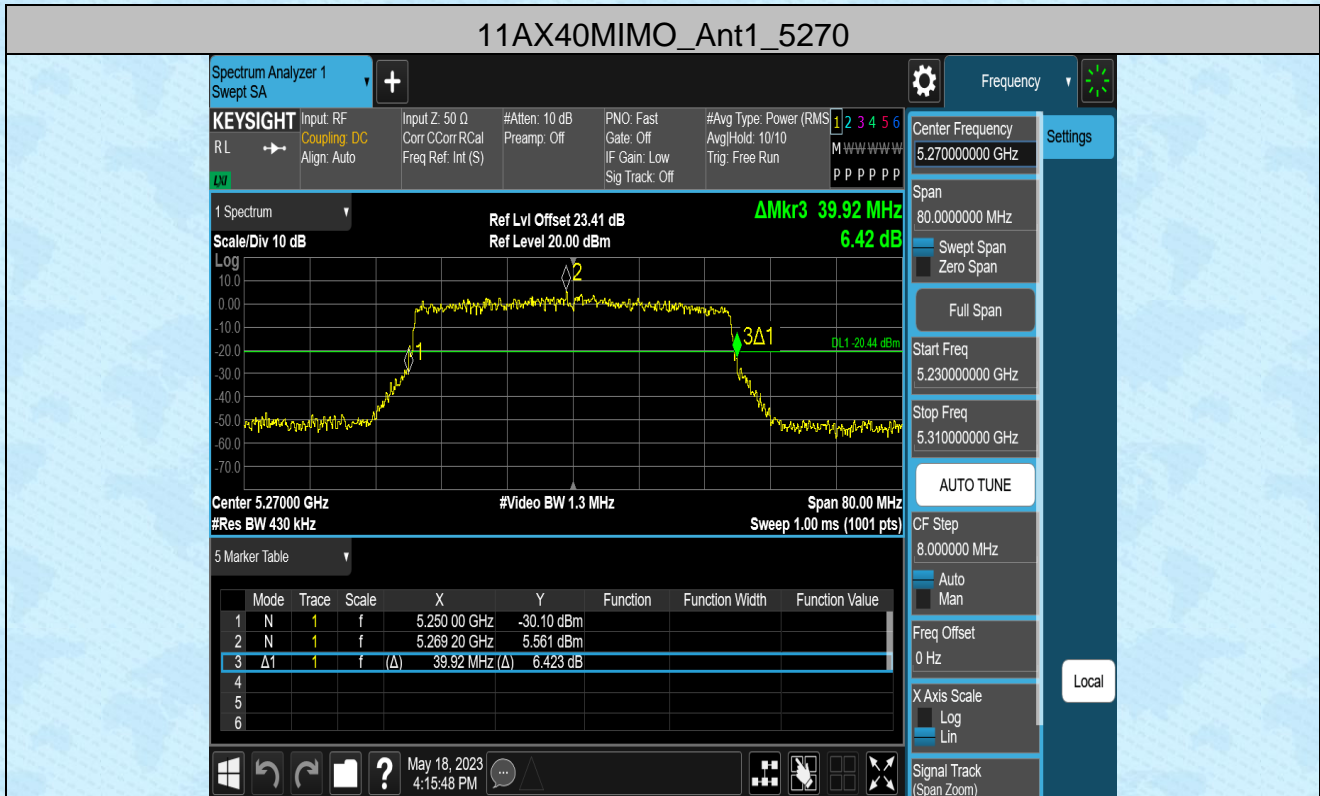 11AX40MIMO_Ant1_5270
Spectrum Analyzer 1
Swept SA
+
Frequency
KEYSIGHT
RL
LXI
Input: RF
Coupling: DC
Align: Auto
Input Z: 50 Ω
Corr CCorr RCal
Freq Ref: Int (S)
#Atten: 10 dB
Preamp: Off
PNO: Fast
Gate: Off
IF Gain: Low
Sig Track: Off
#Avg Type: Power (RMS
Avg|Hold: 10/10
Trig: Free Run
1 2 3 4 5 6
M W W W W W
P P P P P P
1 Spectrum
Scale/Div 10 dB
Ref Lvl Offset 23.41 dB
Ref Level 20.00 dBm
ΔMkr3 39.92 MHz
6.42 dB
Log
10.0
0.00
-10.0
-20.0
-30.0
-40.0
-50.0
-60.0
-70.0
2
1
3Δ1
DL1 -20.44 dBm
Center 5.27000 GHz
#Res BW 430 kHz
#Video BW 1.3 MHz
Span 80.00 MHz
Sweep 1.00 ms (1001 pts)
5 Marker Table
Mode Trace Scale X Y Function Function Width Function Value
1 N 1 f 5.250 00 GHz -30.10 dBm
2 N 1 f 5.269 20 GHz 5.561 dBm
3 Δ1 1 f (Δ) 39.92 MHz (Δ) 6.423 dB
4
5
6
?
May 18, 2023
4:15:48 PM
Center Frequency
5.270000000 GHz
Span
80.0000000 MHz
Swept Span
Zero Span
Full Span
Start Freq
5.230000000 GHz
Stop Freq
5.310000000 GHz
AUTO TUNE
CF Step
8.000000 MHz
Auto
Man
Freq Offset
0 Hz
X Axis Scale
Log
Lin
Signal Track
(Span Zoom)
Settings
Local